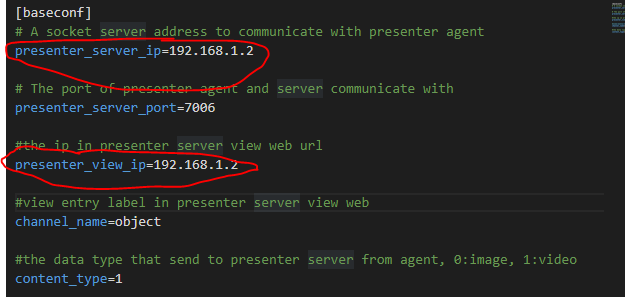 [baseconf]
# A socket server address to communicate with presenter agent
presenter_server_ip=192.168.1.2
# The port of presenter agent and server communicate with
presenter_server_port=7006
#the ip in presenter server view web url
presenter_view_ip=192.168.1.2
#view entry label in presenter server view web
channel_name=object
#the data type that send to presenter server from agent, 0:image, 1:video
content_type=1